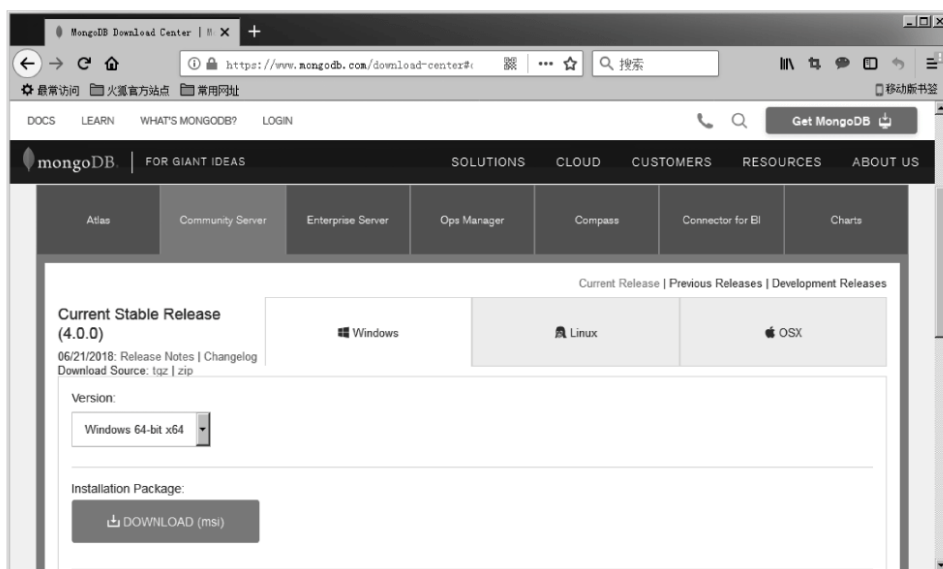 MongoDB Download Center | M
https://www.mongodb.com/download-center#
搜索
最常访问 火狐官方站点 常用网址 移动版书签
DOCS LEARN WHAT'S MONGODB? LOGIN Get MongoDB
mongoDB. FOR GIANT IDEAS SOLUTIONS CLOUD CUSTOMERS RESOURCES ABOUT US
Atlas Community Server Enterprise Server Ops Manager Compass Connector for BI Charts
Current Release | Previous Releases | Development Releases
Current Stable Release
(4.0.0)
Windows Linux OSX
06/21/2018: Release Notes | Changelog
Download Source: tgz | zip
Version:
Windows 64-bit x64
Installation Package:
DOWNLOAD (msi)